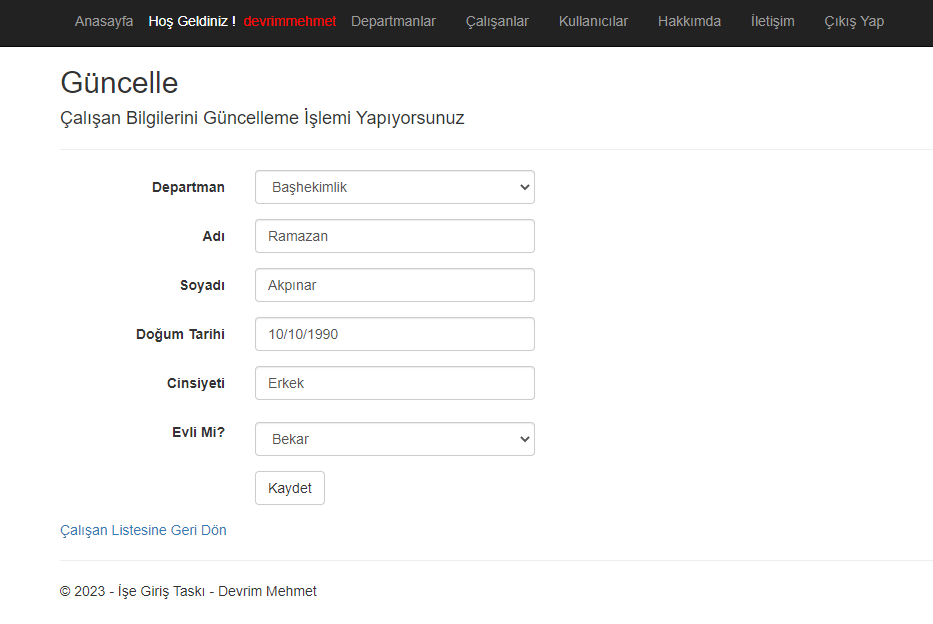 Anasayfa Hoş Geldiniz ! devrimmehmet Departmanlar Çalışanlar Kullanıcılar Hakkımda İletişim Çıkış Yap
Güncelle
Çalışan Bilgilerini Güncelleme İşlemi Yapıyorsunuz
Departman Başhekimlik
Adı Ramazan
Soyadı Akpınar
Doğum Tarihi 10/10/1990
Cinsiyeti Erkek
Evli Mi? Bekar
Kaydet
Çalışan Listesine Geri Dön
© 2023 - İşe Giriş Taskı - Devrim Mehmet